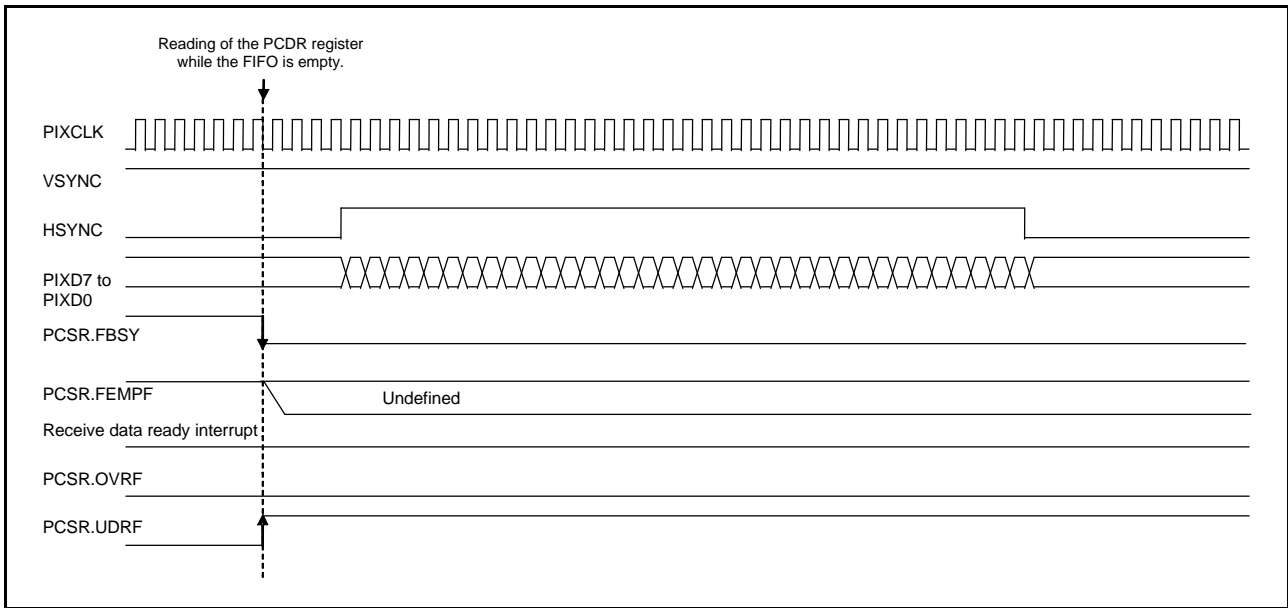 Reading of the PCDR register
while the FIFO is empty.
PIXCLK
VSYNC
HSYNC
PIXD7 to
PIXD0
PCSR.FBSY
PCSR.FEMPF
Undefined
Receive data ready interrupt
PCSR.OVRF
PCSR.UDRF